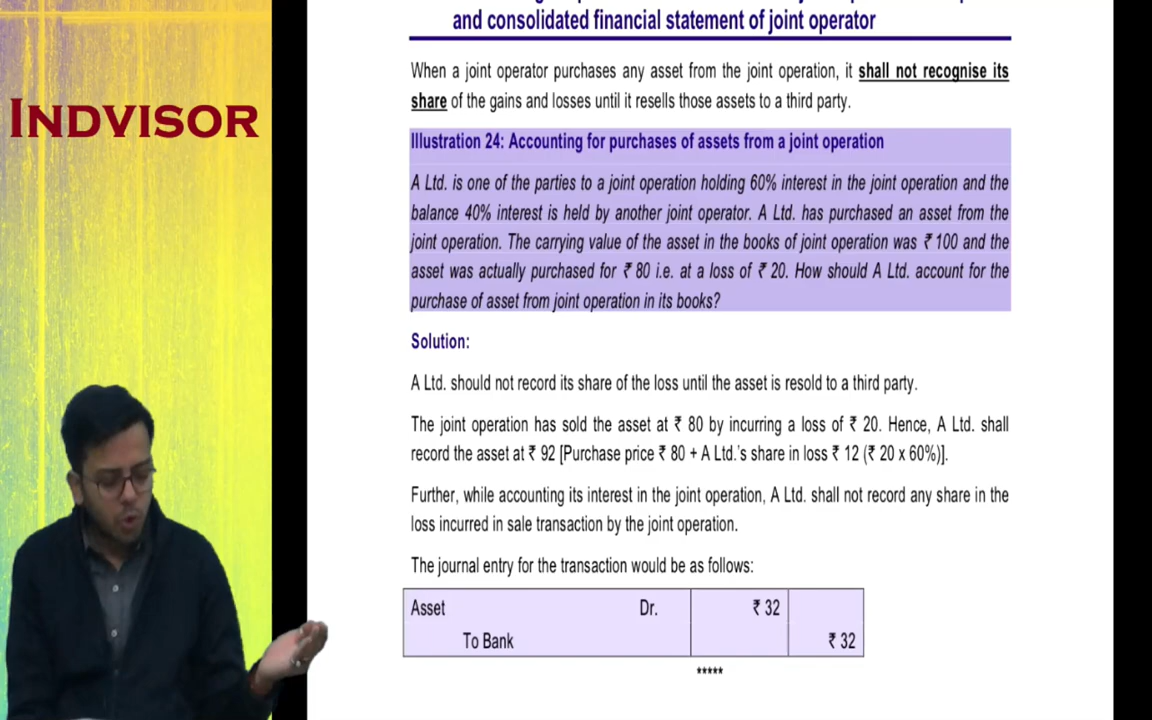 and consolidated financial statement of joint operator
INDVISOR
When a joint operator purchases any asset from the joint operation, it shall not recognise its
share of the gains and losses until it resells those assets to a third party.
Illustration 24: Accounting for purchases of assets from a joint operation
A Ltd. is one of the parties to a joint operation holding 60% interest in the joint operation and the
balance 40% interest is held by another joint operator. A Ltd. has purchased an asset from the
joint operation. The carrying value of the asset in the books of joint operation was ₹ 100 and the
asset was actually purchased for ₹ 80 i.e. at a loss of ₹ 20. How should A Ltd. account for the
purchase of asset from joint operation in its books?
Solution:
A Ltd. should not record its share of the loss until the asset is resold to a third party.
The joint operation has sold the asset at ₹ 80 by incurring a loss of ₹ 20. Hence, A Ltd. shall
record the asset at ₹ 92 [Purchase price ₹ 80 + A Ltd.'s share in loss ₹ 12 (₹ 20 x 60%)].
Further, while accounting its interest in the joint operation, A Ltd. shall not record any share in the
loss incurred in sale transaction by the joint operation.
The journal entry for the transaction would be as follows:
Asset Dr. ₹ 32
To Bank ₹ 32
*****